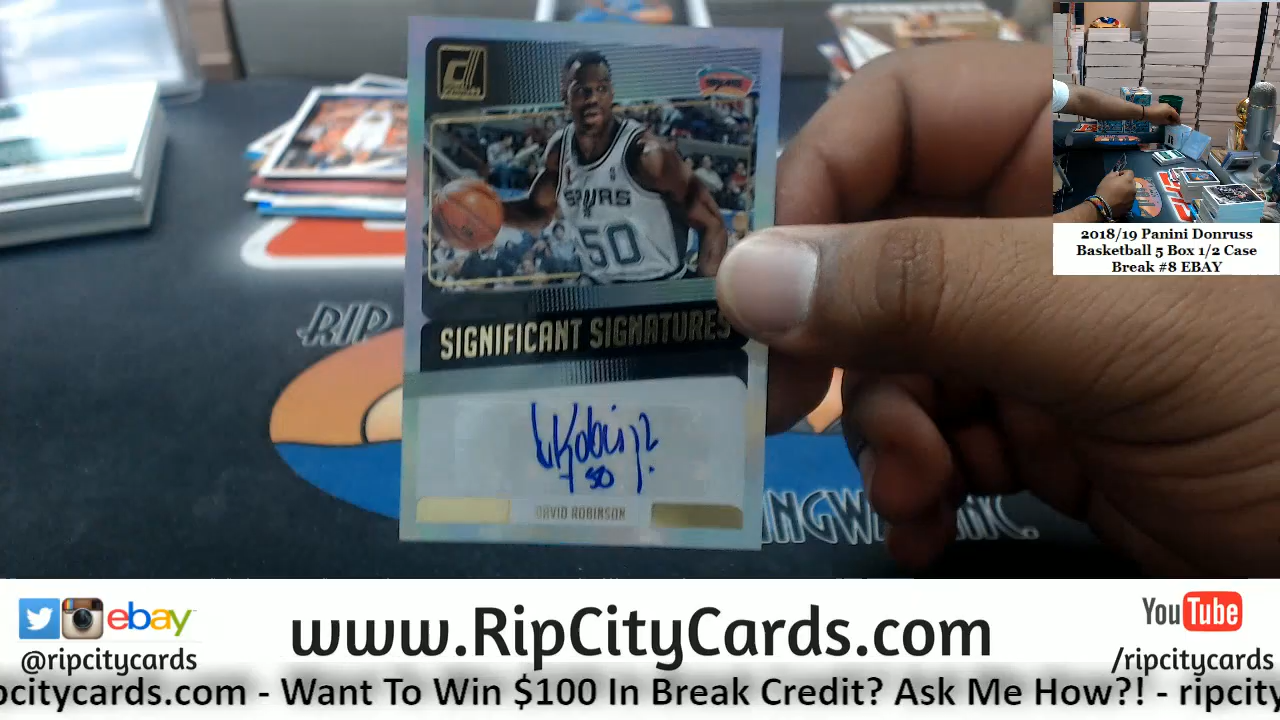 SPURS
50
SIGNIFICANT SIGNATURES
50
DAVID ROBINSON
RIP
2018/19 Panini Donruss
Basketball 5 Box 1/2 Case
Break #8 EBAY
ebay
@ripcitycards
www.RipCityCards.com
YouTube
/ripcitycards
pcitycards.com - Want To Win $100 In Break Credit? Ask Me How?! - ripcity